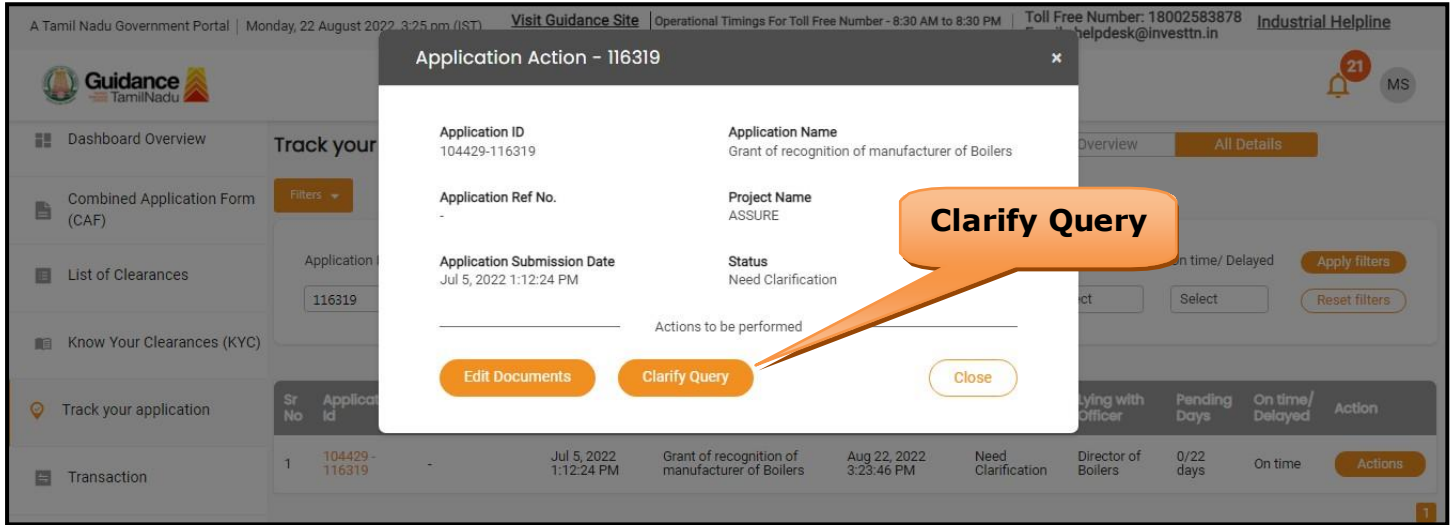 A Tamil Nadu Government Portal | Monday, 22 August 2022, 3:25 pm (IST) Visit Guidance Site | Operational Timings For Toll Free Number - 8:30 AM to 8:30 PM | Toll Free Number: 18002583878 Industrial Helpline
helpdesk@investtn.in
Guidance
TamilNadu
21
MS
Application Action - 116319 ×
Application ID Application Name
104429-116319 Grant of recognition of manufacturer of Boilers
Application Ref No. Project Name
- ASSURE
Application Submission Date Status
Jul 5, 2022 1:12:24 PM Need Clarification
Actions to be performed
Edit Documents Clarify Query Close
Clarify Query
Dashboard Overview
Combined Application Form
(CAF)
List of Clearances
Know Your Clearances (KYC)
Track your application
Transaction
Track your Overview All Details
Filters
Application On time/ Delayed Apply filters
116319 Select Reset filters
Sr No Id Lying with Officer Pending Days On time/ Delayed Action
1 104429 - 116319 - Jul 5, 2022 1:12:24 PM Grant of recognition of manufacturer of Boilers Aug 22, 2022 3:23:46 PM Need Clarification Director of Boilers 0/22 days On time Actions
1